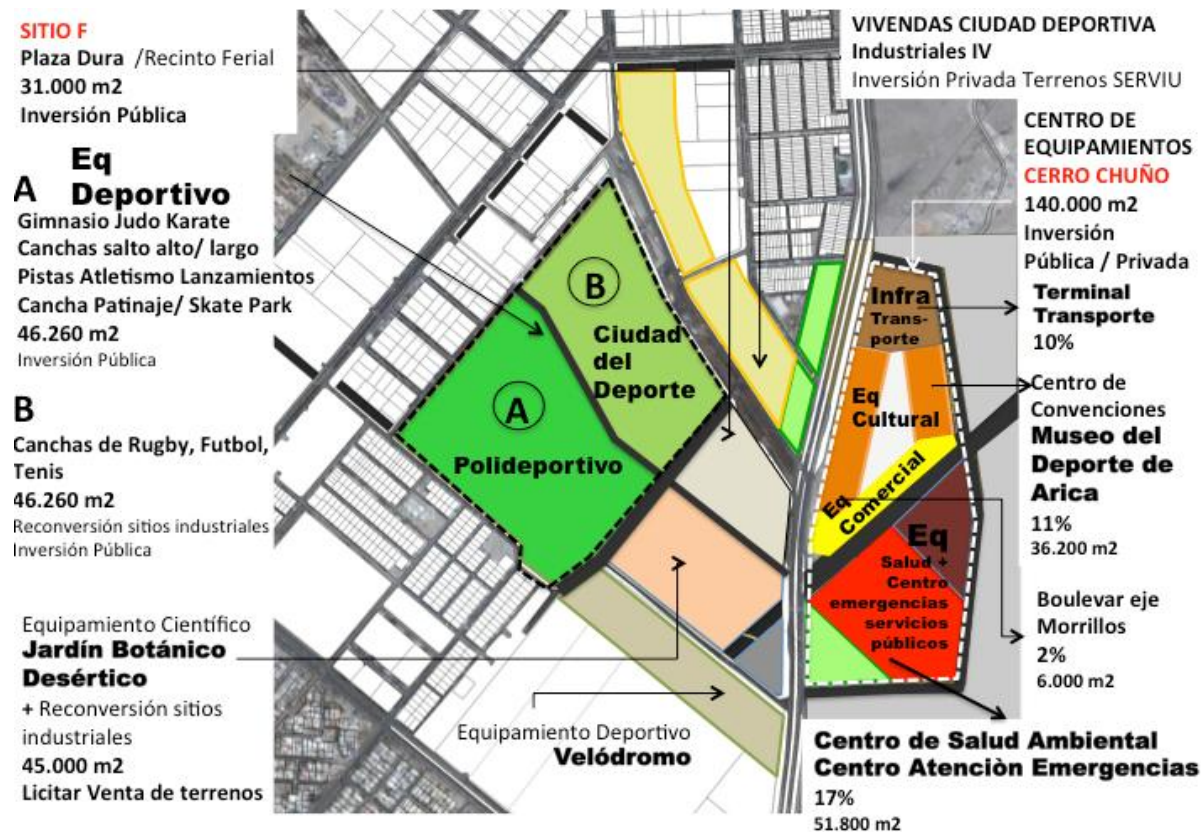 SITIO F
Plaza Dura /Recinto Ferial
31.000 m2
Inversión Pública
A Eq
Deportivo
Gimnasio Judo Karate
Canchas salto alto/ largo
Pistas Atletismo Lanzamientos
Cancha Patinaje/ Skate Park
46.260 m2
Inversión Pública
B
Canchas de Rugby, Futbol,
Tenis
46.260 m2
Reconversión sitios industriales
Inversión Pública
Equipamiento Científico
Jardín Botánico
Desértico
+ Reconversión sitios
industriales
45.000 m2
Licitar Venta de terrenos
B
Ciudad
del
Deporte
A
Polideportivo
Equipamiento Deportivo
Velódromo
VIVENDAS CIUDAD DEPORTIVA
Industriales IV
Inversión Privada Terrenos SERVIU
CENTRO DE
EQUIPAMIENTOS
CERRO CHUÑO
140.000 m2
Inversión
Pública / Privada
Terminal
Transporte
10%
Centro de
Convenciones
Museo del
Deporte de
Arica
11%
36.200 m2
Boulevar eje
Morrillos
2%
6.000 m2
Infra
Trans-
porte
Eq
Cultural
Eq
Comercial
Eq
Salud +
Centro
emergencias
servicios
públicos
Centro de Salud Ambiental
Centro Atenciòn Emergencias
17%
51.800 m2